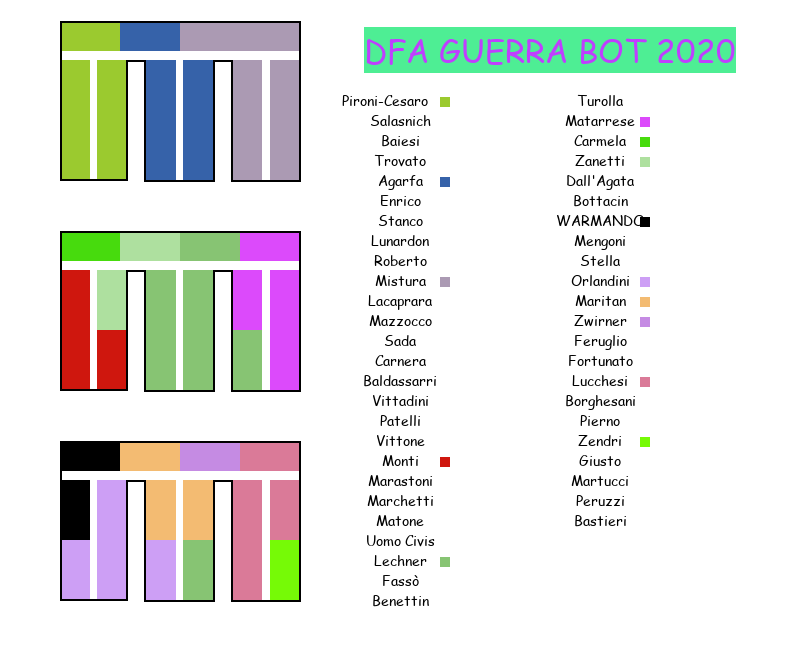 DFA GUERRA BOT 2020
Pironi-Cesaro
Salasnich
Baiesi
Trovato
Agarfa
Enrico
Stanco
Lunardon
Roberto
Mistura
Lacaprara
Mazzocco
Sada
Carnera
Baldassarri
Vittadini
Patelli
Vittone
Monti
Marastoni
Marchetti
Matone
Uomo Civis
Lechner
Fassò
Benettin
Turolla
Matarrese
Carmela
Zanetti
Dall'Agata
Bottacin
WARMANDO
Mengoni
Stella
Orlandini
Maritan
Zwirner
Feruglio
Fortunato
Lucchesi
Borghesani
Pierno
Zendri
Giusto
Martucci
Peruzzi
Bastieri